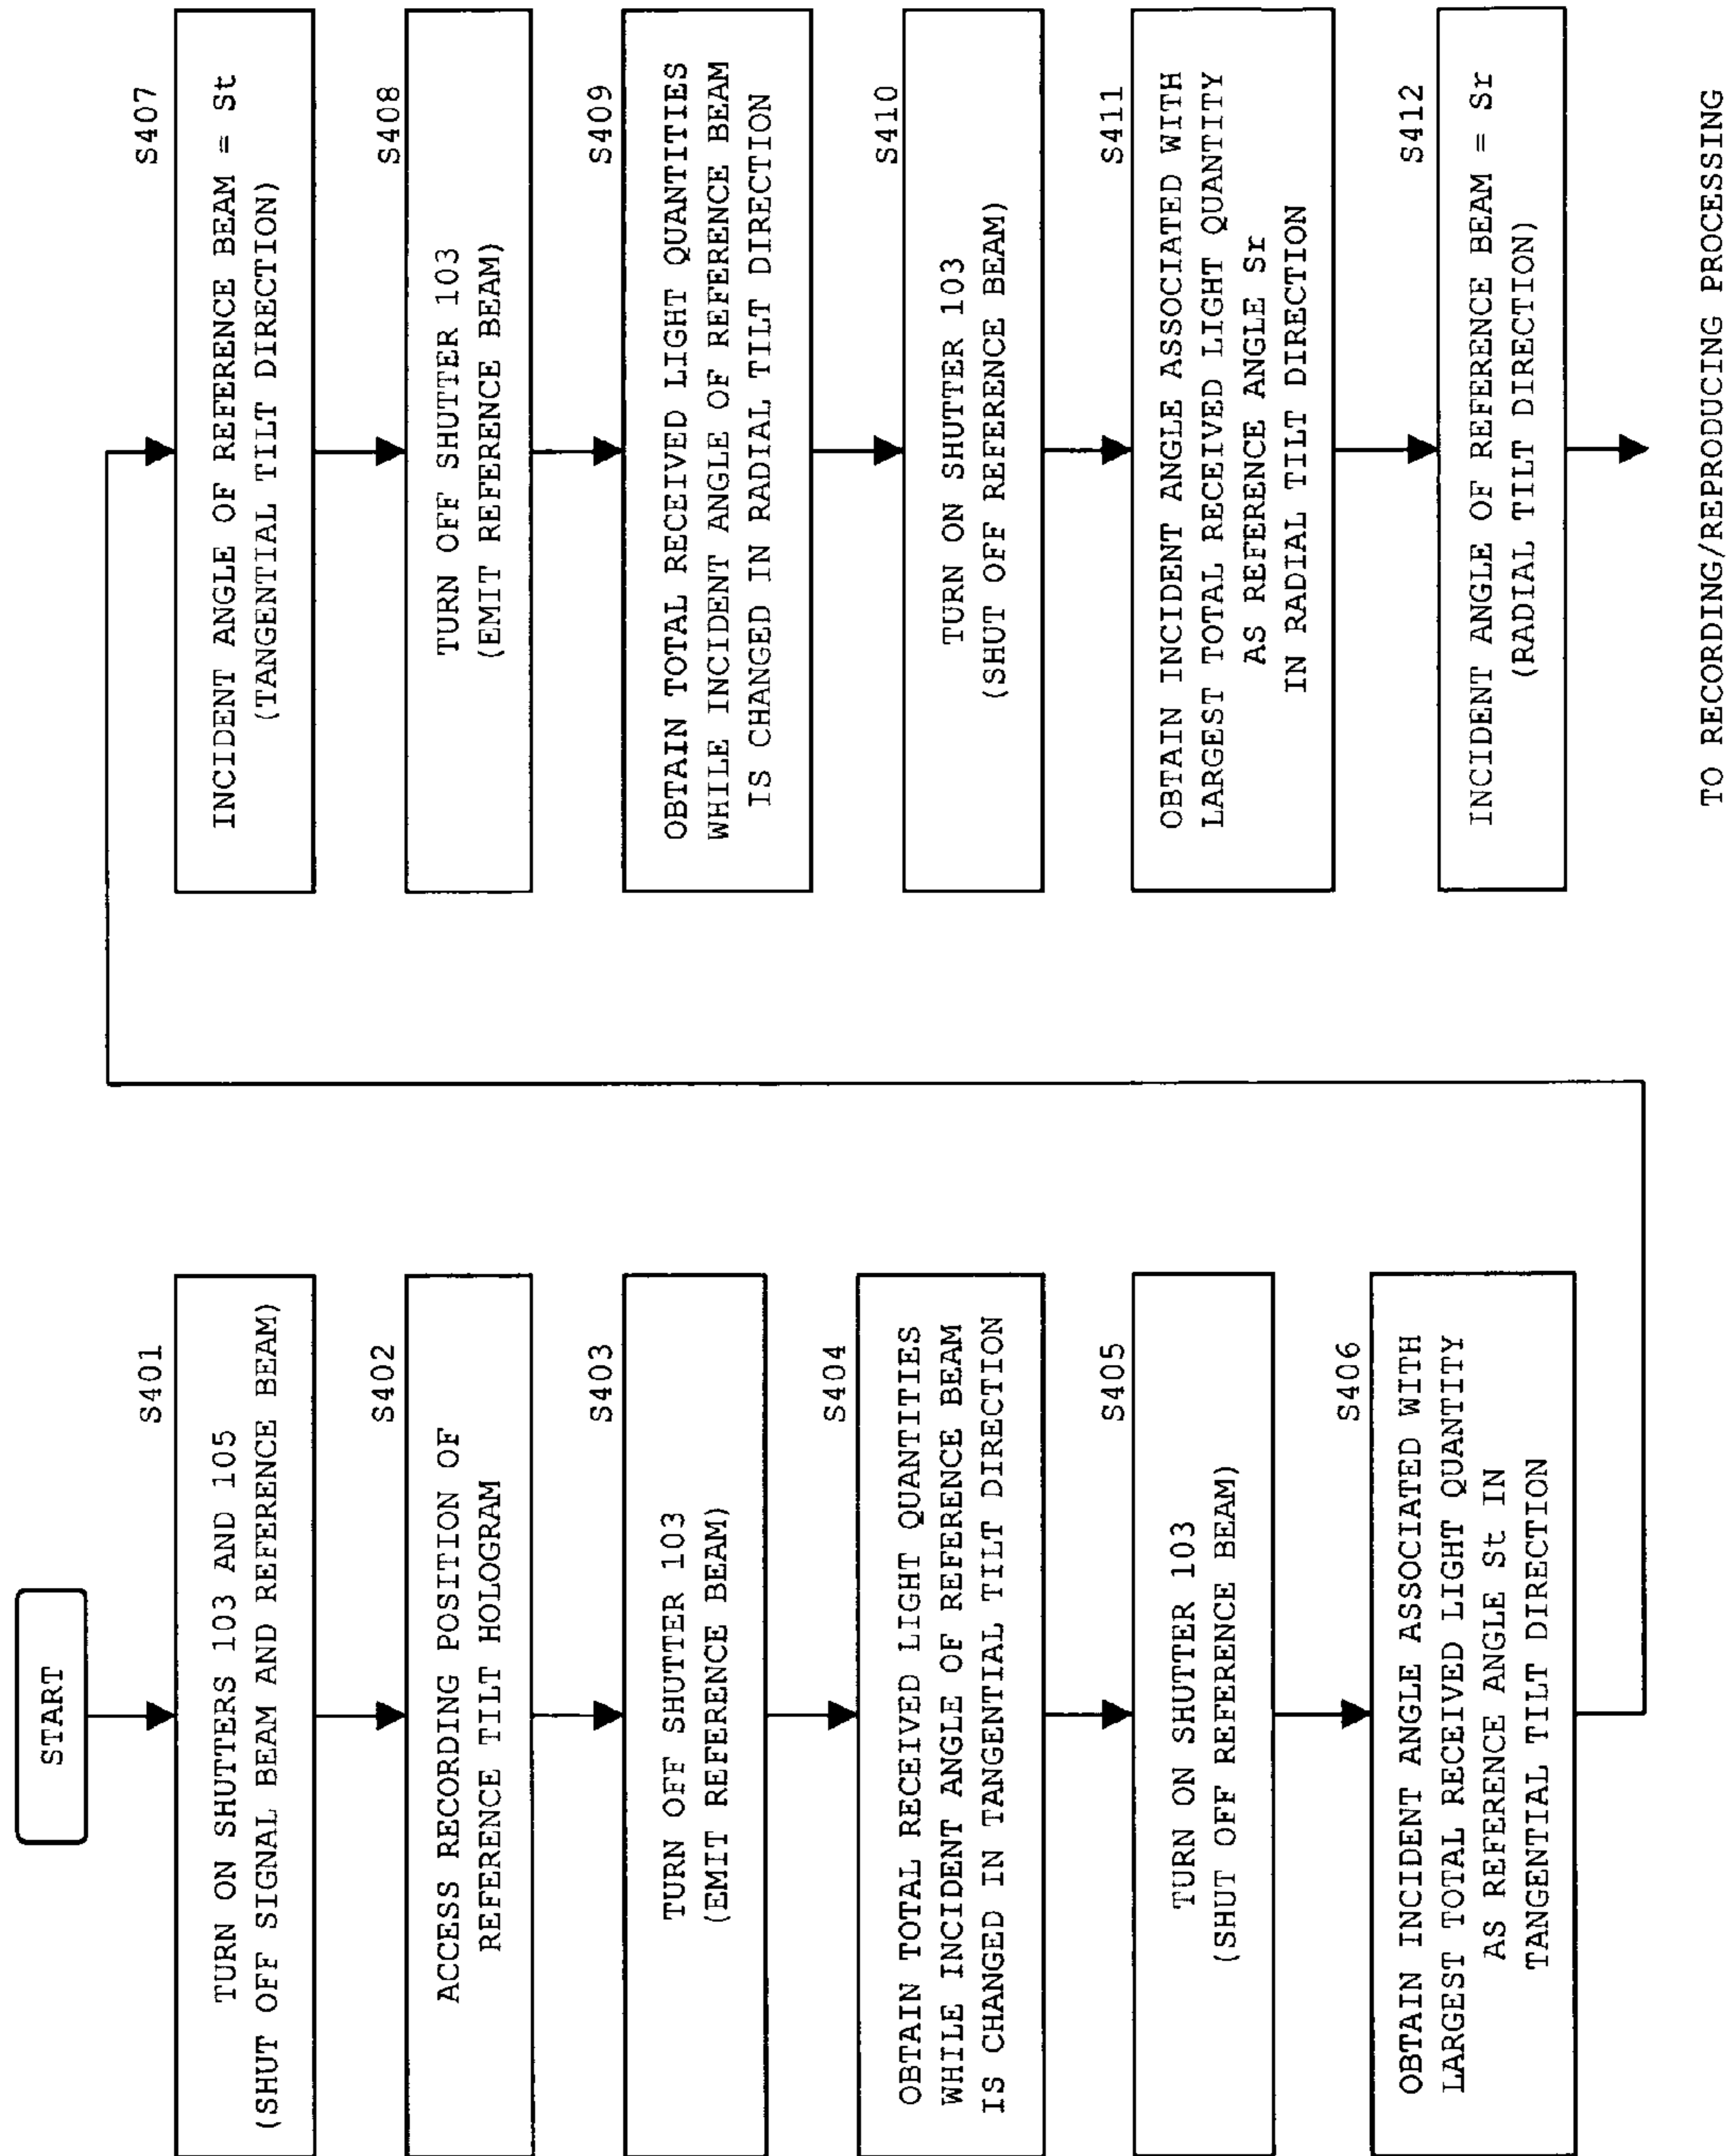 START
S401
TURN ON SHUTTERS 103 AND 105
(SHUT OFF SIGNAL BEAM AND REFERENCE BEAM)
S402
ACCESS RECORDING POSITION OF
REFERENCE TILT HOLOGRAM
S403
TURN OFF SHUTTER 103
(EMIT REFERENCE BEAM)
S404
OBTAIN TOTAL RECEIVED LIGHT QUANTITIES
WHILE INCIDENT ANGLE OF REFERENCE BEAM
IS CHANGED IN TANGENTIAL TILT DIRECTION
S405
TURN ON SHUTTER 103
(SHUT OFF REFERENCE BEAM)
S406
OBTAIN INCIDENT ANGLE ASSOCIATED WITH
LARGEST TOTAL RECEIVED LIGHT QUANTITY
AS REFERENCE ANGLE St IN
TANGENTIAL TILT DIRECTION
S407
INCIDENT ANGLE OF REFERENCE BEAM = St
(TANGENTIAL TILT DIRECTION)
S408
TURN OFF SHUTTER 103
(EMIT REFERENCE BEAM)
S409
OBTAIN TOTAL RECEIVED LIGHT QUANTITIES
WHILE INCIDENT ANGLE OF REFERENCE BEAM
IS CHANGED IN RADIAL TILT DIRECTION
S410
TURN ON SHUTTER 103
(SHUT OFF REFERENCE BEAM)
S411
OBTAIN INCIDENT ANGLE ASSOCIATED WITH
LARGEST TOTAL RECEIVED LIGHT QUANTITY
AS REFERENCE ANGLE Sr
IN RADIAL TILT DIRECTION
S412
INCIDENT ANGLE OF REFERENCE BEAM = Sr
(RADIAL TILT DIRECTION)
TO RECORDING/REPRODUCING PROCESSING